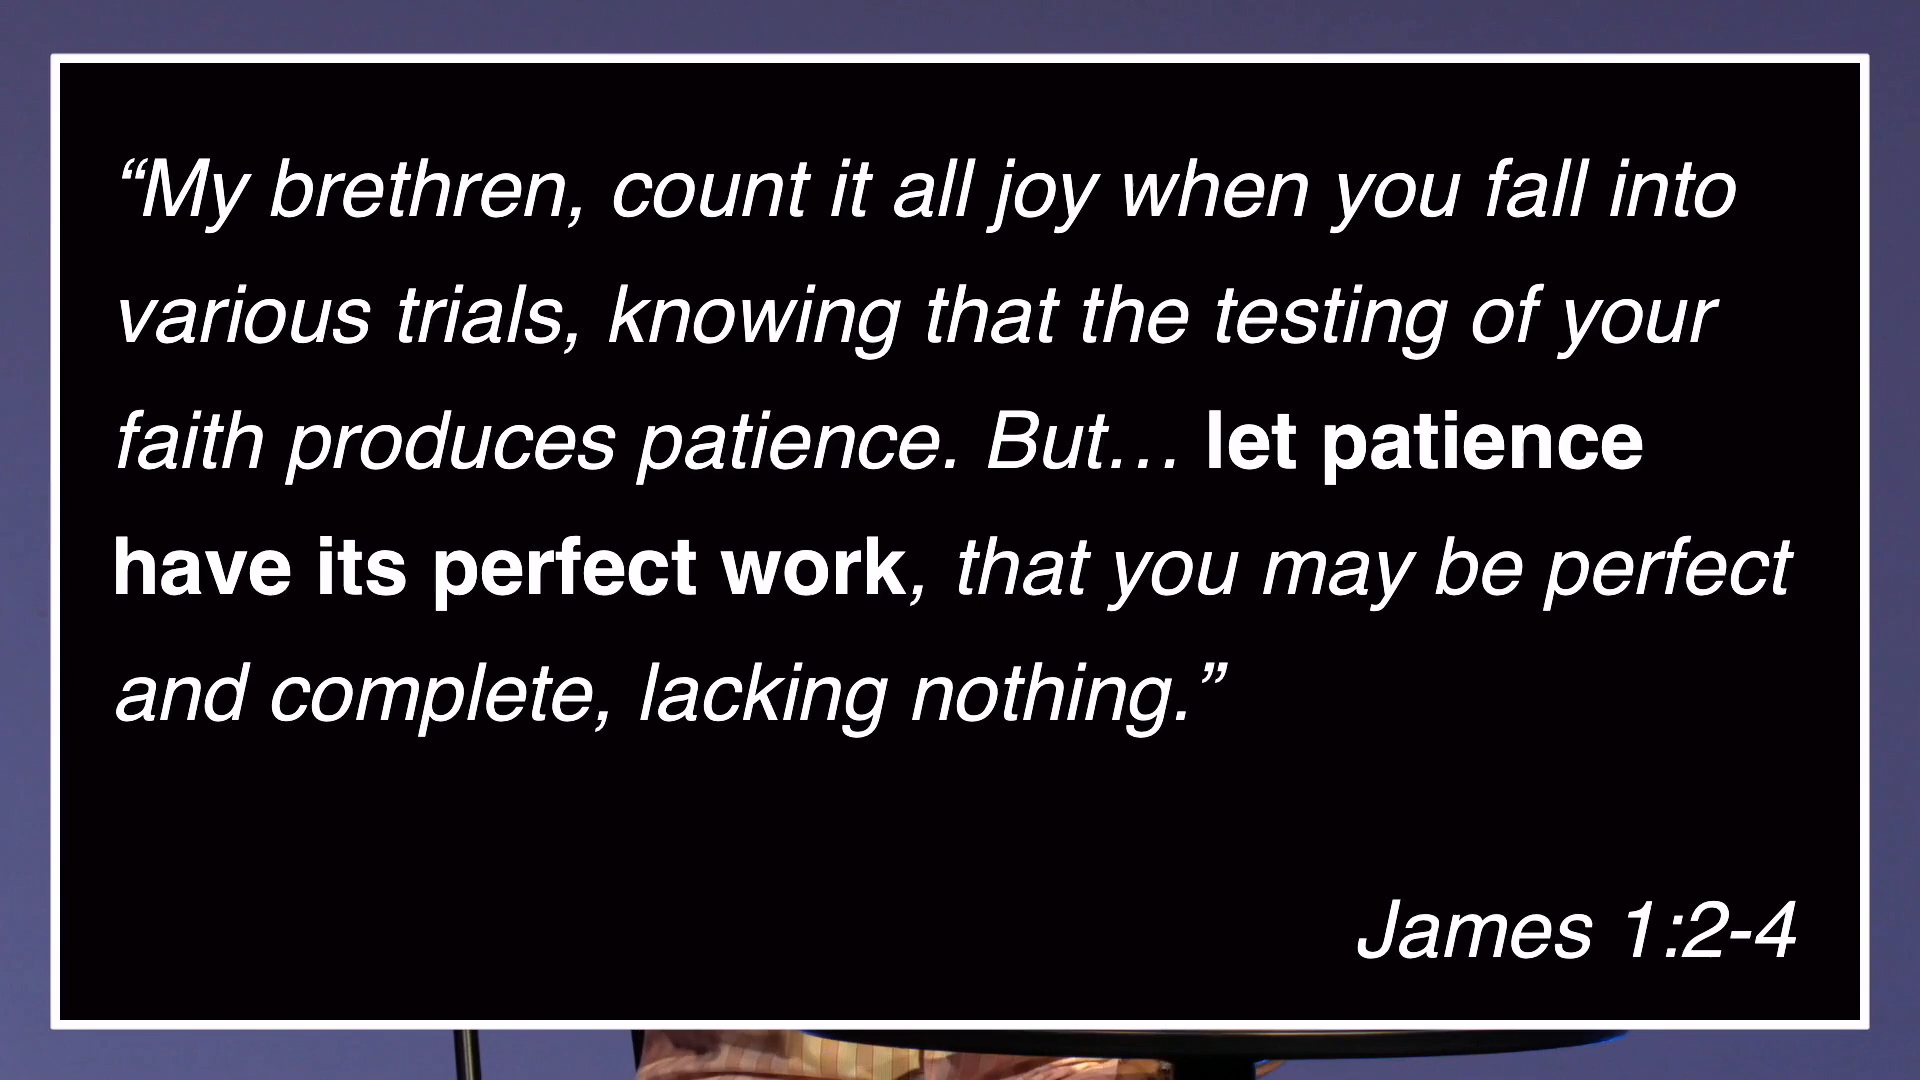 “My brethren, count it all joy when you fall into
various trials, knowing that the testing of your
faith produces patience. But… let patience
have its perfect work, that you may be perfect
and complete, lacking nothing.”
James 1:2-4